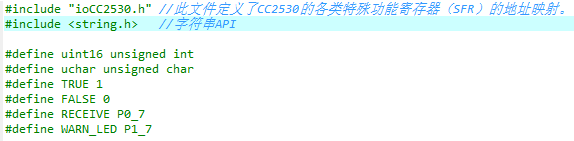 #include "ioCC2530.h" //此文件定义了CC2530的各类特殊功能寄存器（SFR）的地址映射。
#include <string.h>   //字符串API
#define uint16 unsigned int
#define uchar unsigned char
#define TRUE 1
#define FALSE 0
#define RECEIVE P0_7
#define WARN_LED P1_7